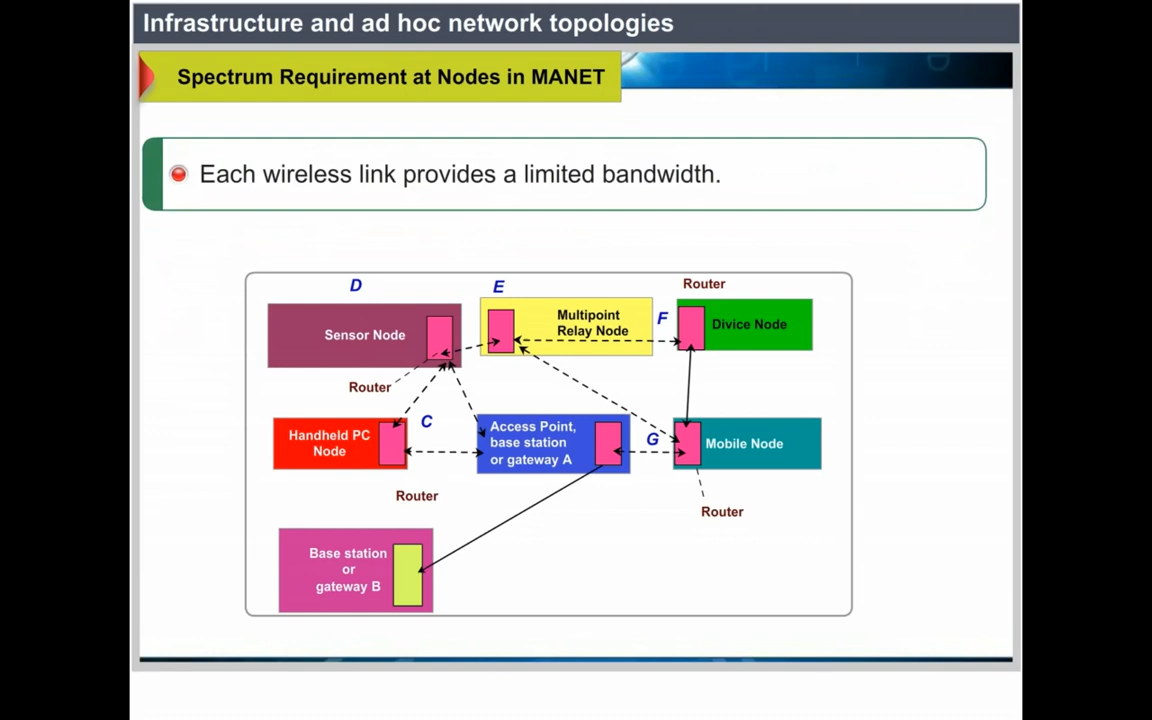 Infrastructure and ad hoc network topologies
Spectrum Requirement at Nodes in MANET
Each wireless link provides a limited bandwidth.
D
E
Router
Sensor Node
Multipoint
Relay Node
F
Divice Node
Router
Handheld PC
Node
C
Access Point,
base station
or gateway A
G
Mobile Node
Router
Router
Base station
or
gateway B